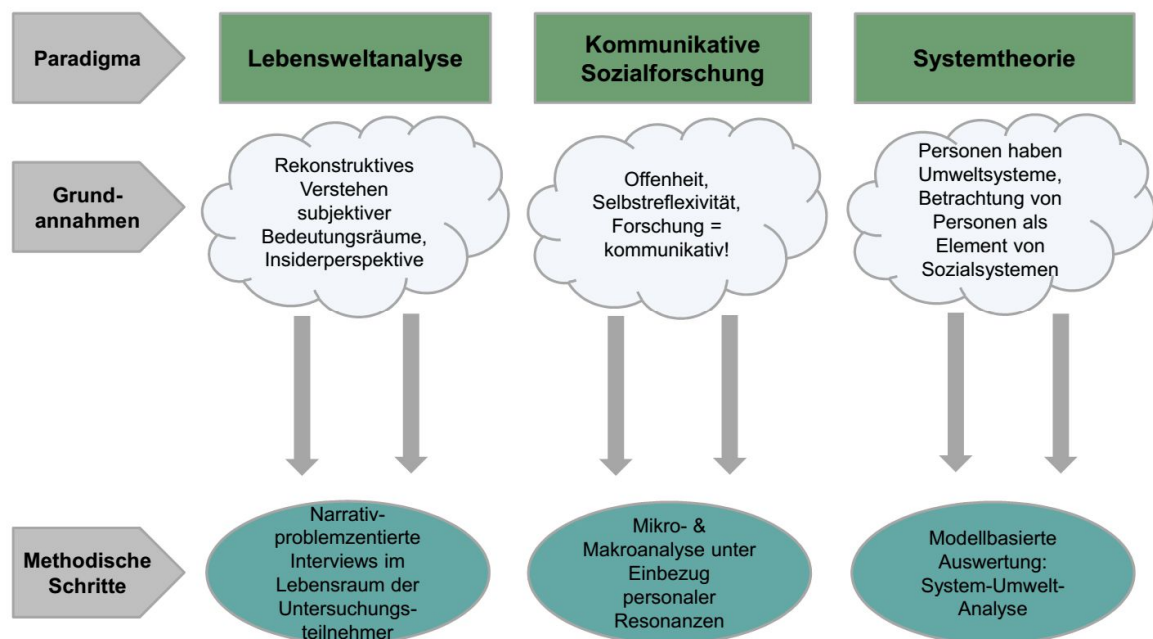 Paradigma
Lebensweltanalyse
Kommunikative
Sozialforschung
Systemtheorie
Grund-
annahmen
Rekonstruktives
Verstehen
subjektiver
Bedeutungsräume,
Insiderperspektive
Offenheit,
Selbstreflexivität,
Forschung =
kommunikativ!
Personen haben
Umweltsysteme,
Betrachtung von
Personen als
Element von
Sozialsystemen
Methodische
Schritte
Narrativ-
problemzentierte
Interviews im
Lebensraum der
Untersuchungs-
teilnehmer
Mikro- &
Makroanalyse unter
Einbezug
personaler
Resonanzen
Modellbasierte
Auswertung:
System-Umwelt-
Analyse